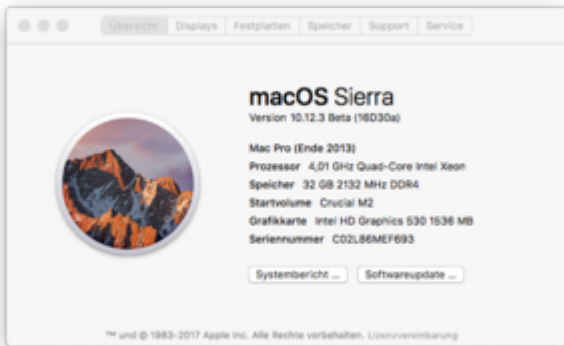 Übersicht Displays Festplatten Speicher Support Service
macOS Sierra
Version 10.12.3 Beta (16D30a)
Mac Pro (Ende 2013)
Prozessor 4,01 GHz Quad-Core Intel Xeon
Speicher 32 GB 2132 MHz DDR4
Startvolume Crucial M2
Grafikkarte Intel HD Graphics 530 1536 MB
Seriennummer C02L86MEF693
Systembericht ... Softwareupdate ...
™ und © 1983-2017 Apple Inc. Alle Rechte vorbehalten. Lizenzvereinbarung